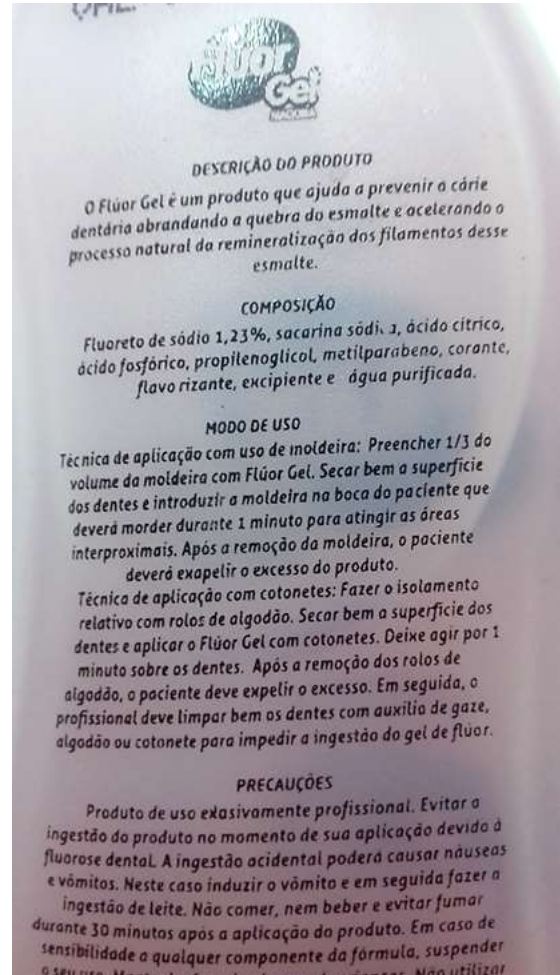 Flúor
Gel
MAQUIRA
DESCRIÇÃO DO PRODUTO
O Flúor Gel é um produto que ajuda a prevenir a cárie
dentária abrandando a quebra do esmalte e acelerando o
processo natural da remineralização dos filamentos desse
esmalte.
COMPOSIÇÃO
Fluoreto de sódio 1,23%, sacarina ácido cítrico,
ácido fosfórico, propilenoglicol, metilparabeno, corante,
flavo rizante, excipiente e água purificada.
MODO DE USO
Técnica de aplicação com uso de moldeira: Preencher 1/3 do
volume da moldeira com Flúor Gel. Secar bem a superfície
dos dentes e introduzir a moldeira na boca do paciente que
deverá morder durante 1 minuto para atingir as áreas
interproximais. Após a remoção da moldeira, o paciente
deverá exapelir o excesso do produto.
Técnica de aplicação com cotonetes: Fazer o isolamento
relativo com rolos de algodão. Secar bem a superfície dos
dentes e aplicar o Flúor Gel com cotonetes. Deixe agir por 1
minuto sobre os dentes. Após a remoção dos rolos de
algodão, o paciente deve expelir o excesso. Em seguida, o
profissional deve limpar bem os dentes com auxílio de gaze,
algodão ou cotonete para impedir a ingestão do gel de flúor.
PRECAUÇÕES
Produto de uso exlasivamente profissional. Evitar a
ingestão do produto no momento de sua aplicação devido à
fluorose dental. A ingestão acidental poderá causar náuseas
e vômitos. Neste caso induzir o vômito e em seguida fazer a
ingestão de leite. Não comer, nem beber e evitar fumar
durante 30 minutos após a aplicação do produto. Em caso de
sensibilidade a qualquer componente da fórmula, suspender
o seu uso. Não utilizar